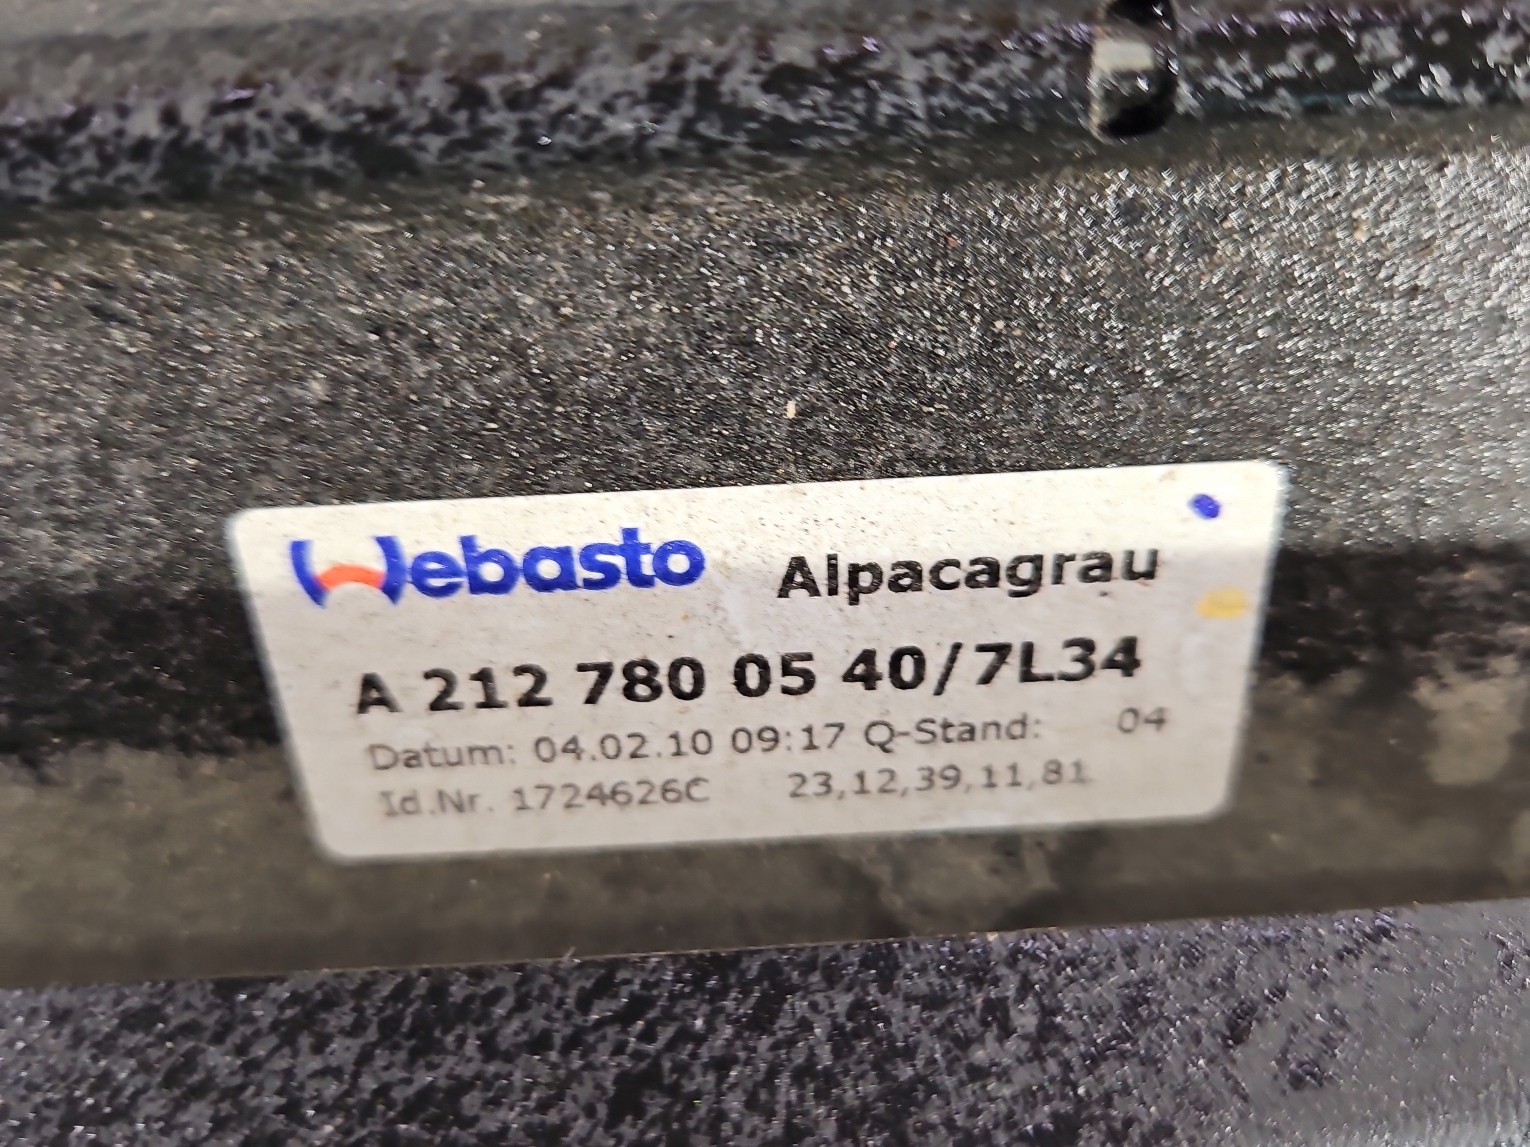 Webasto Alpacagrau
A 212 780 05 40/7L34
Datum: 04.02.10 09:17 Q-Stand: 04
Id.Nr. 1724626C 23,12,39,11,81